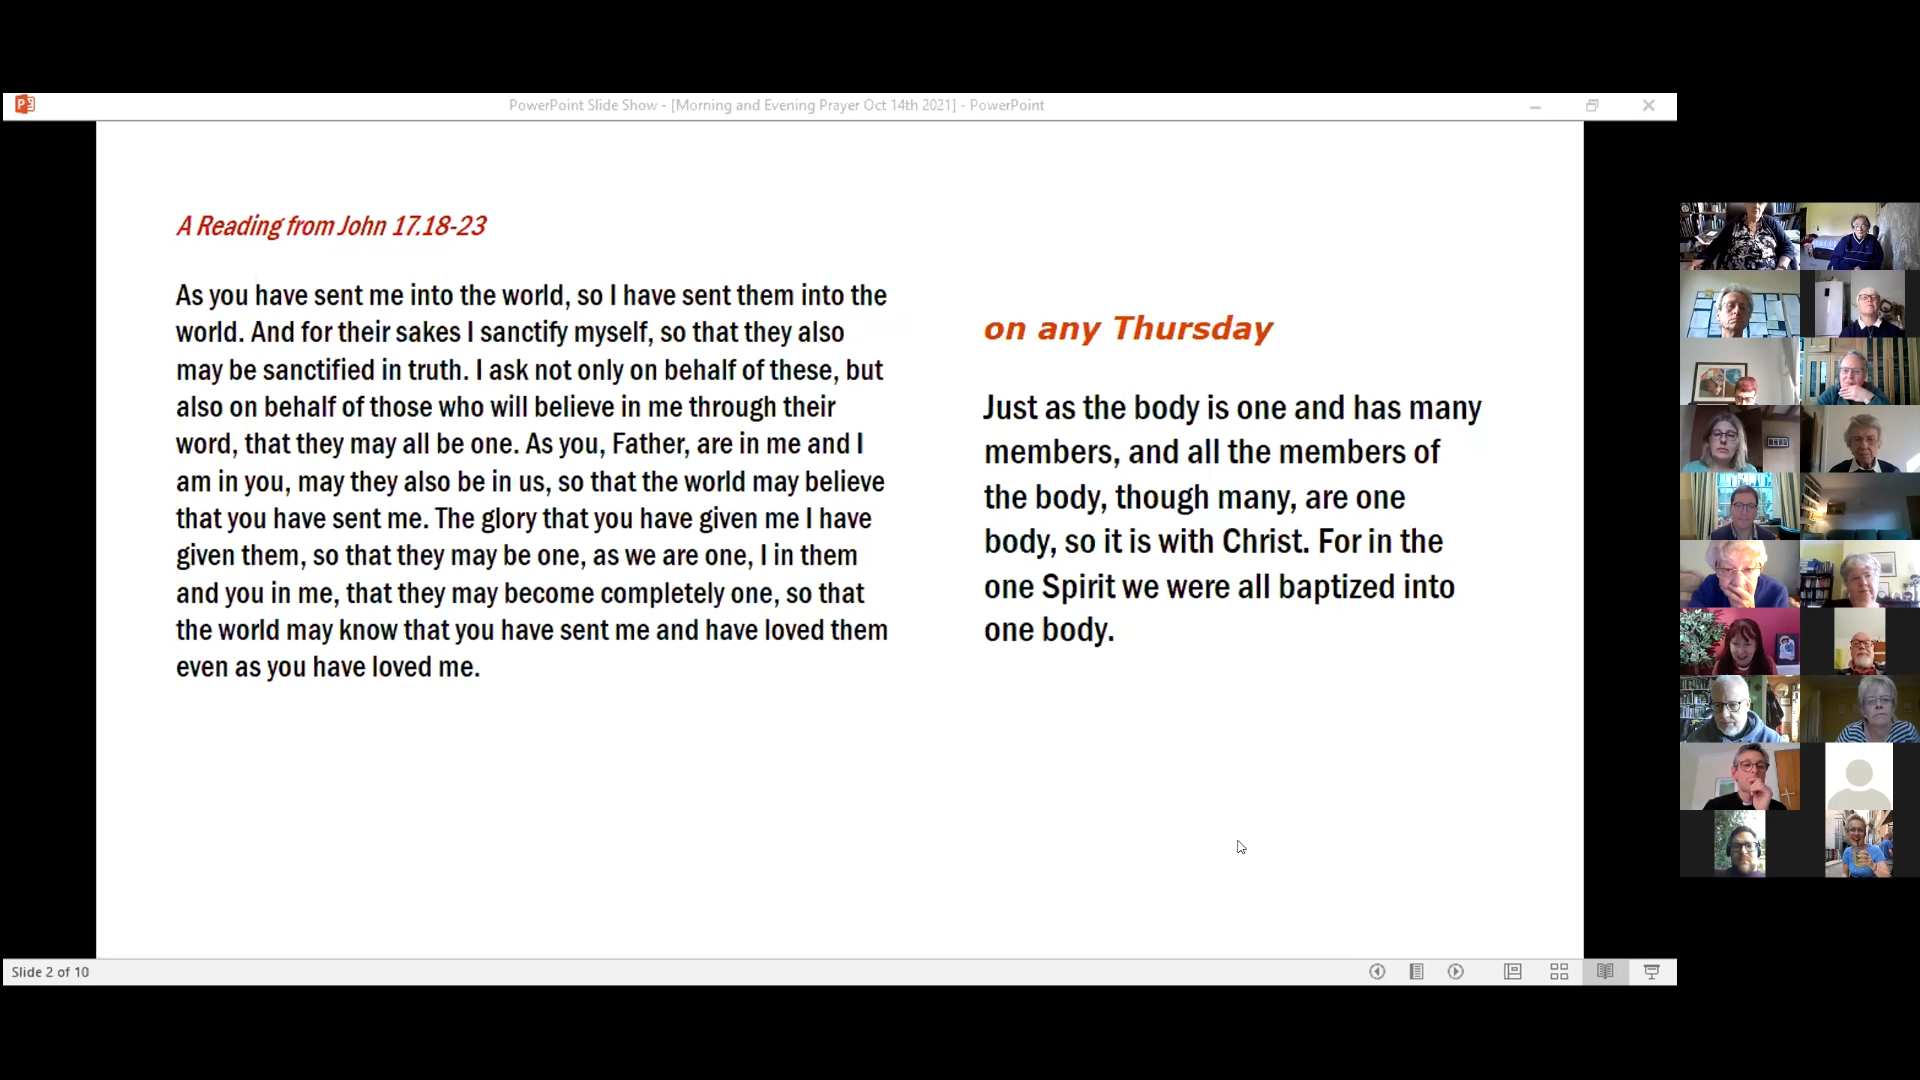 PowerPoint Slide Show - [Morning and Evening Prayer Oct 14th 2021] - PowerPoint
A Reading from John 17.18-23
As you have sent me into the world, so I have sent them into the
world. And for their sakes I sanctify myself, so that they also
may be sanctified in truth. I ask not only on behalf of these, but
also on behalf of those who will believe in me through their
word, that they may all be one. As you, Father, are in me and I
am in you, may they also be in us, so that the world may believe
that you have sent me. The glory that you have given me I have
given them, so that they may be one, as we are one, I in them
and you in me, that they may become completely one, so that
the world may know that you have sent me and have loved them
even as you have loved me.
on any Thursday
Just as the body is one and has many
members, and all the members of
the body, though many, are one
body, so it is with Christ. For in the
one Spirit we were all baptized into
one body.
Slide 2 of 10